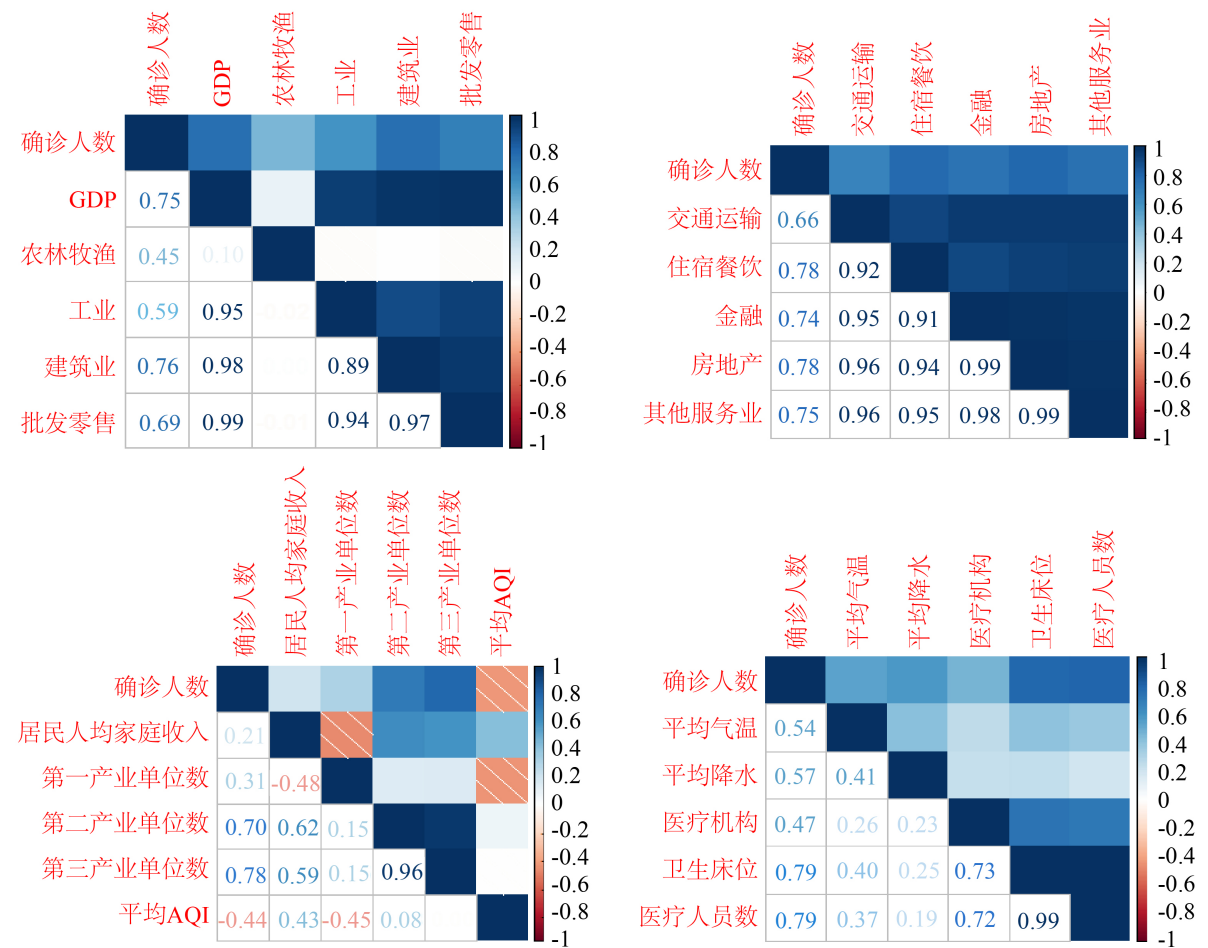 确诊人数 GDP 农林牧渔 工业 建筑业 批发零售
确诊人数
GDP 0.75
农林牧渔 0.45 0.10
工业 0.59 0.95
建筑业 0.76 0.98 0.89
批发零售 0.69 0.99 -0.01 0.94 0.97
1
0.8
0.6
0.4
0.2
0
-0.2
-0.4
-0.6
-0.8
-1
确诊人数 交通运输 住宿餐饮 金融 房地产 其他服务业
确诊人数
交通运输 0.66
住宿餐饮 0.78 0.92
金融 0.74 0.95 0.91
房地产 0.78 0.96 0.94 0.99
其他服务业 0.75 0.96 0.95 0.98 0.99
1
0.8
0.6
0.4
0.2
0
-0.2
-0.4
-0.6
-0.8
-1
确诊人数 居民人均家庭收入 第一产业单位数 第二产业单位数 第三产业单位数 平均AQI
确诊人数
居民人均家庭收入 0.21
第一产业单位数 0.31 -0.48
第二产业单位数 0.70 0.62 0.15
第三产业单位数 0.78 0.59 0.15 0.96
平均AQI -0.44 0.43 -0.45 0.08
1
0.8
0.6
0.4
0.2
0
-0.2
-0.4
-0.6
-0.8
-1
确诊人数 平均气温 平均降水 医疗机构 卫生床位 医疗人员数
确诊人数
平均气温 0.54
平均降水 0.57 0.41
医疗机构 0.47 0.26 0.23
卫生床位 0.79 0.40 0.25 0.73
医疗人员数 0.79 0.37 0.19 0.72 0.99
1
0.8
0.6
0.4
0.2
0
-0.2
-0.4
-0.6
-0.8
-1